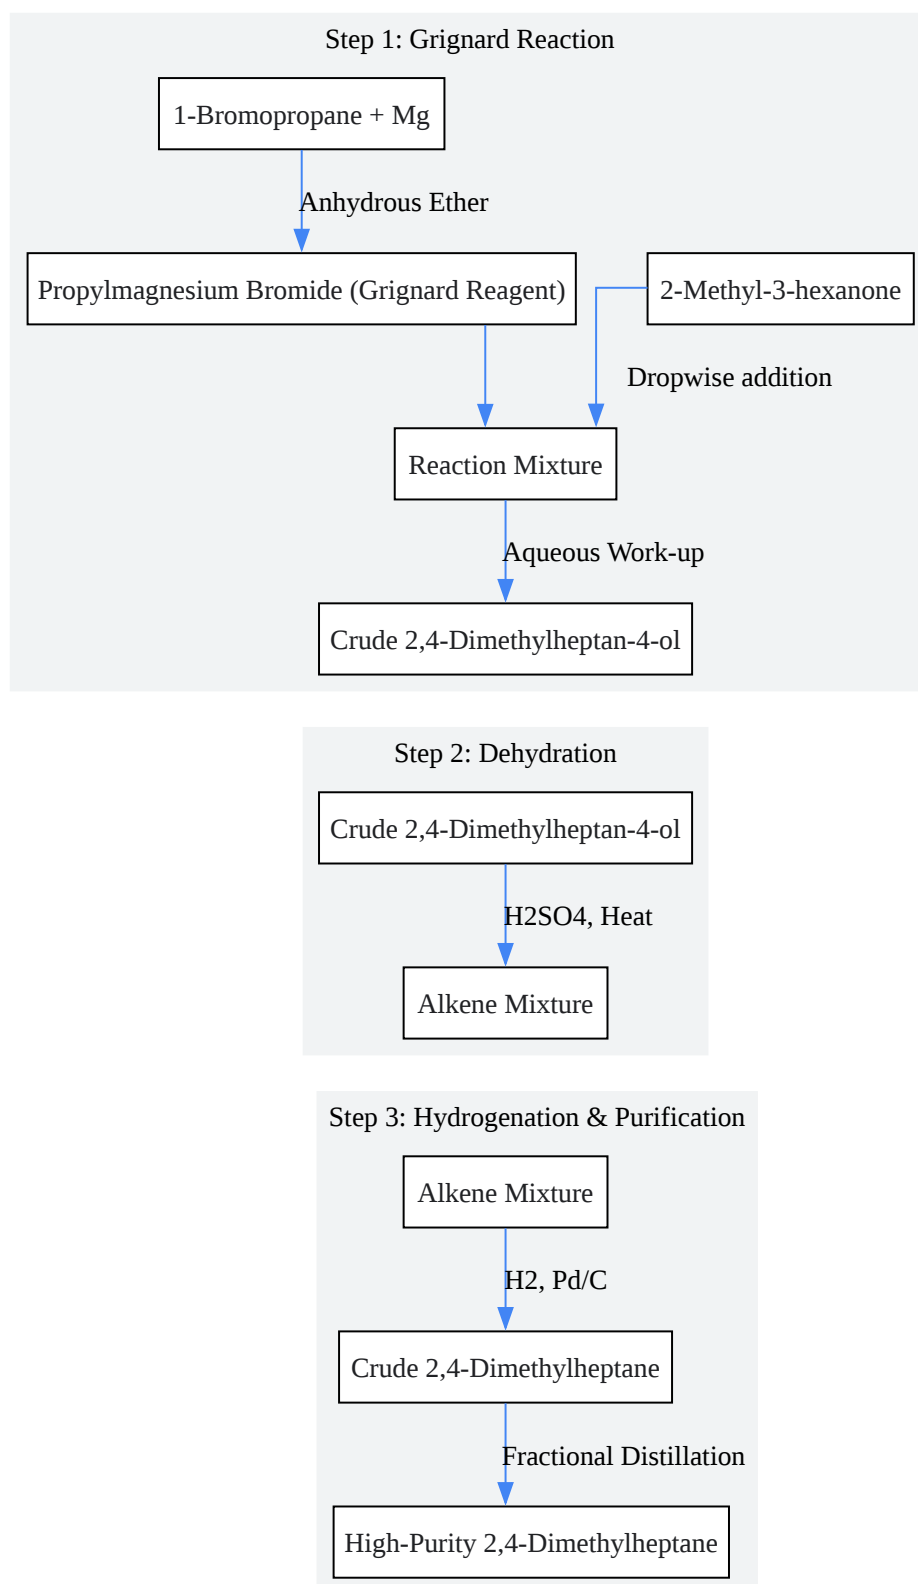 Step 1: Grignard Reaction
1-Bromopropane + Mg
Anhydrous Ether
Propylmagnesium Bromide (Grignard Reagent)
2-Methyl-3-hexanone
Dropwise addition
Reaction Mixture
Aqueous Work-up
Crude 2,4-Dimethylheptan-4-ol
Step 2: Dehydration
Crude 2,4-Dimethylheptan-4-ol
H2SO4, Heat
Alkene Mixture
Step 3: Hydrogenation & Purification
Alkene Mixture
H2, Pd/C
Crude 2,4-Dimethylheptane
Fractional Distillation
High-Purity 2,4-Dimethylheptane